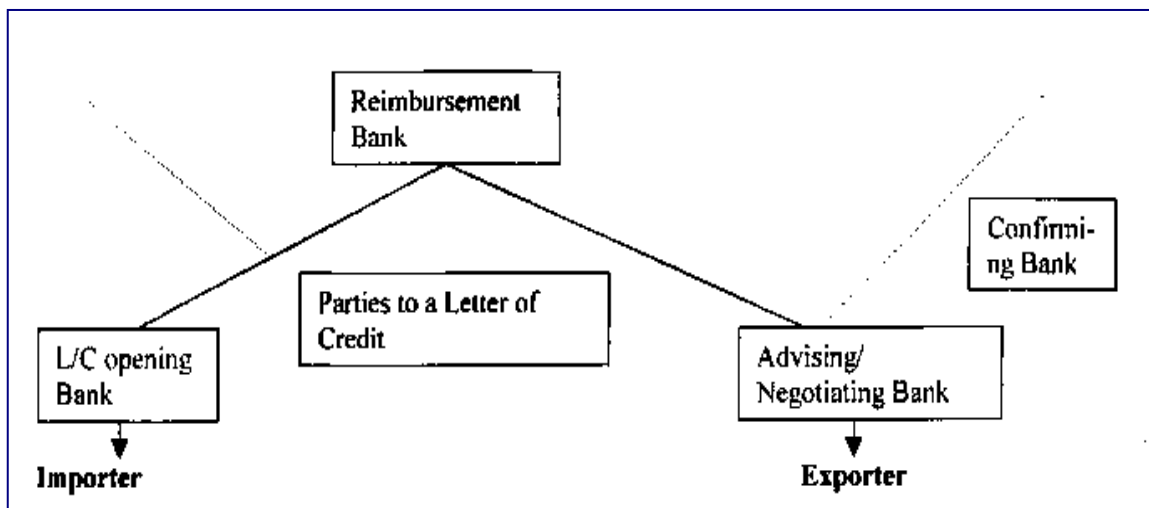 Reimbursement
Bank
Confirmi-
ng Bank
Parties to a Letter of
Credit
L/C opening
Bank
Advising/
Negotiating Bank
Importer
Exporter